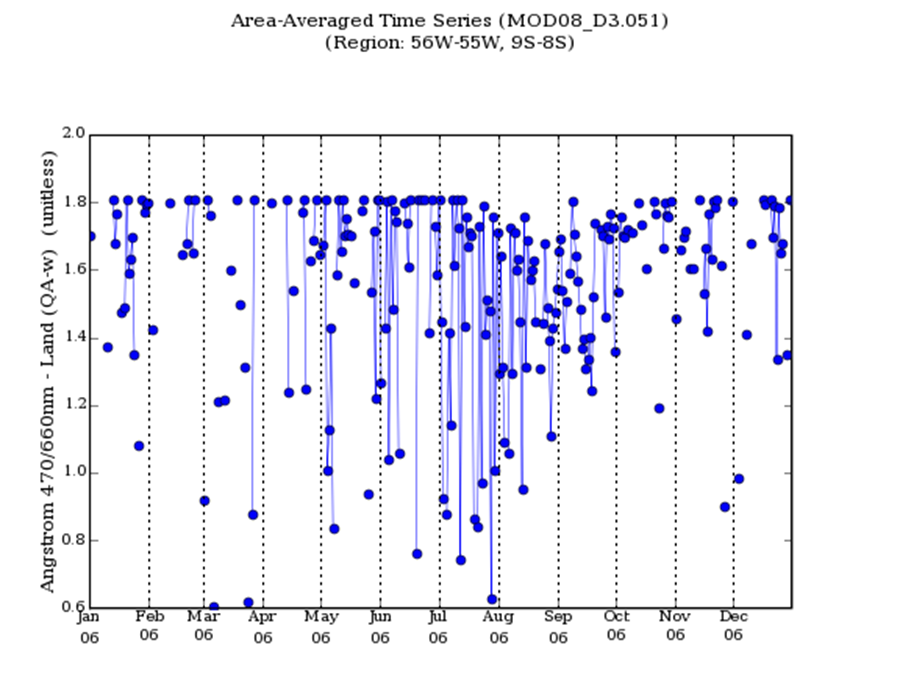 Area-Averaged Time Series (MOD08_D3.051)
(Region: 56W-55W, 9S-8S)
Angstrom 470/660nm - Land (QA-w) (unitless)
2.0
1.8
1.6
1.4
1.2
1.0
0.8
0.6
Jan Feb Mar Apr May Jun Jul Aug Sep Oct Nov Dec
06 06 06 06 06 06 06 06 06 06 06 06